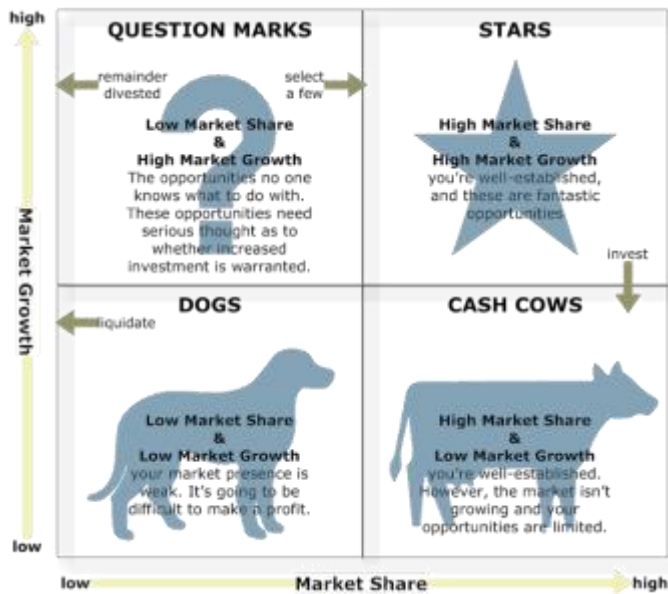 high
QUESTION MARKS
remainder
divested
select
a few
Low Market Share
&
High Market Growth
The opportunities no one
knows what to do with.
These opportunities need
serious thought as to
whether increased
investment is warranted.
STARS
High Market Share
&
High Market Growth
you're well-established,
and these are fantastic
opportunities
invest
Market Growth
DOGS
liquidate
Low Market Share
&
Low Market Growth
your market presence is
weak. It's going to be
difficult to make a profit.
CASH COWS
High Market Share
&
Low Market Growth
you're well-established.
However, the market isn't
growing and your
opportunities are limited.
low
low
Market Share
high